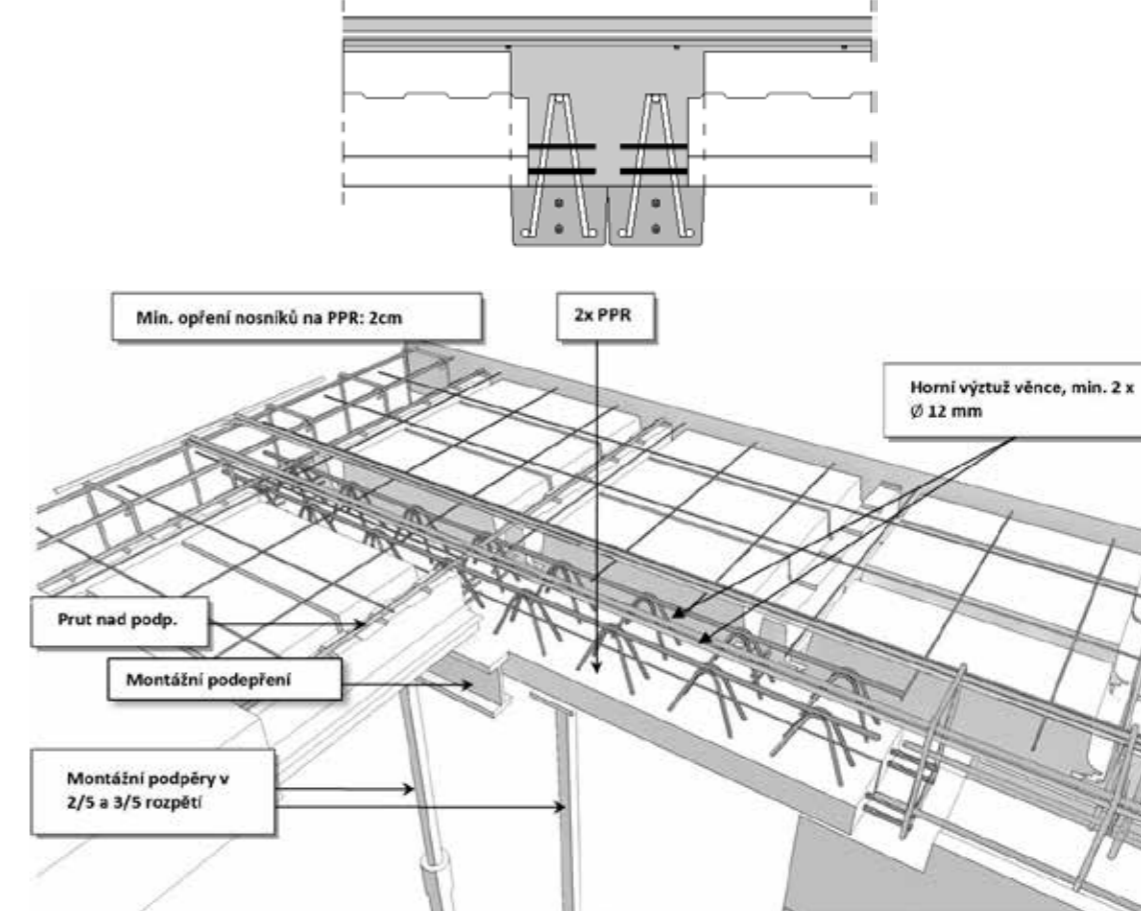 Min. opření nosníků na PPR: 2cm
2x PPR
Horní výztuž věnce, min. 2 x
Ø 12 mm
Prut nad podp.
Montážní podepření
Montážní podpěry v
2/5 a 3/5 rozpětí